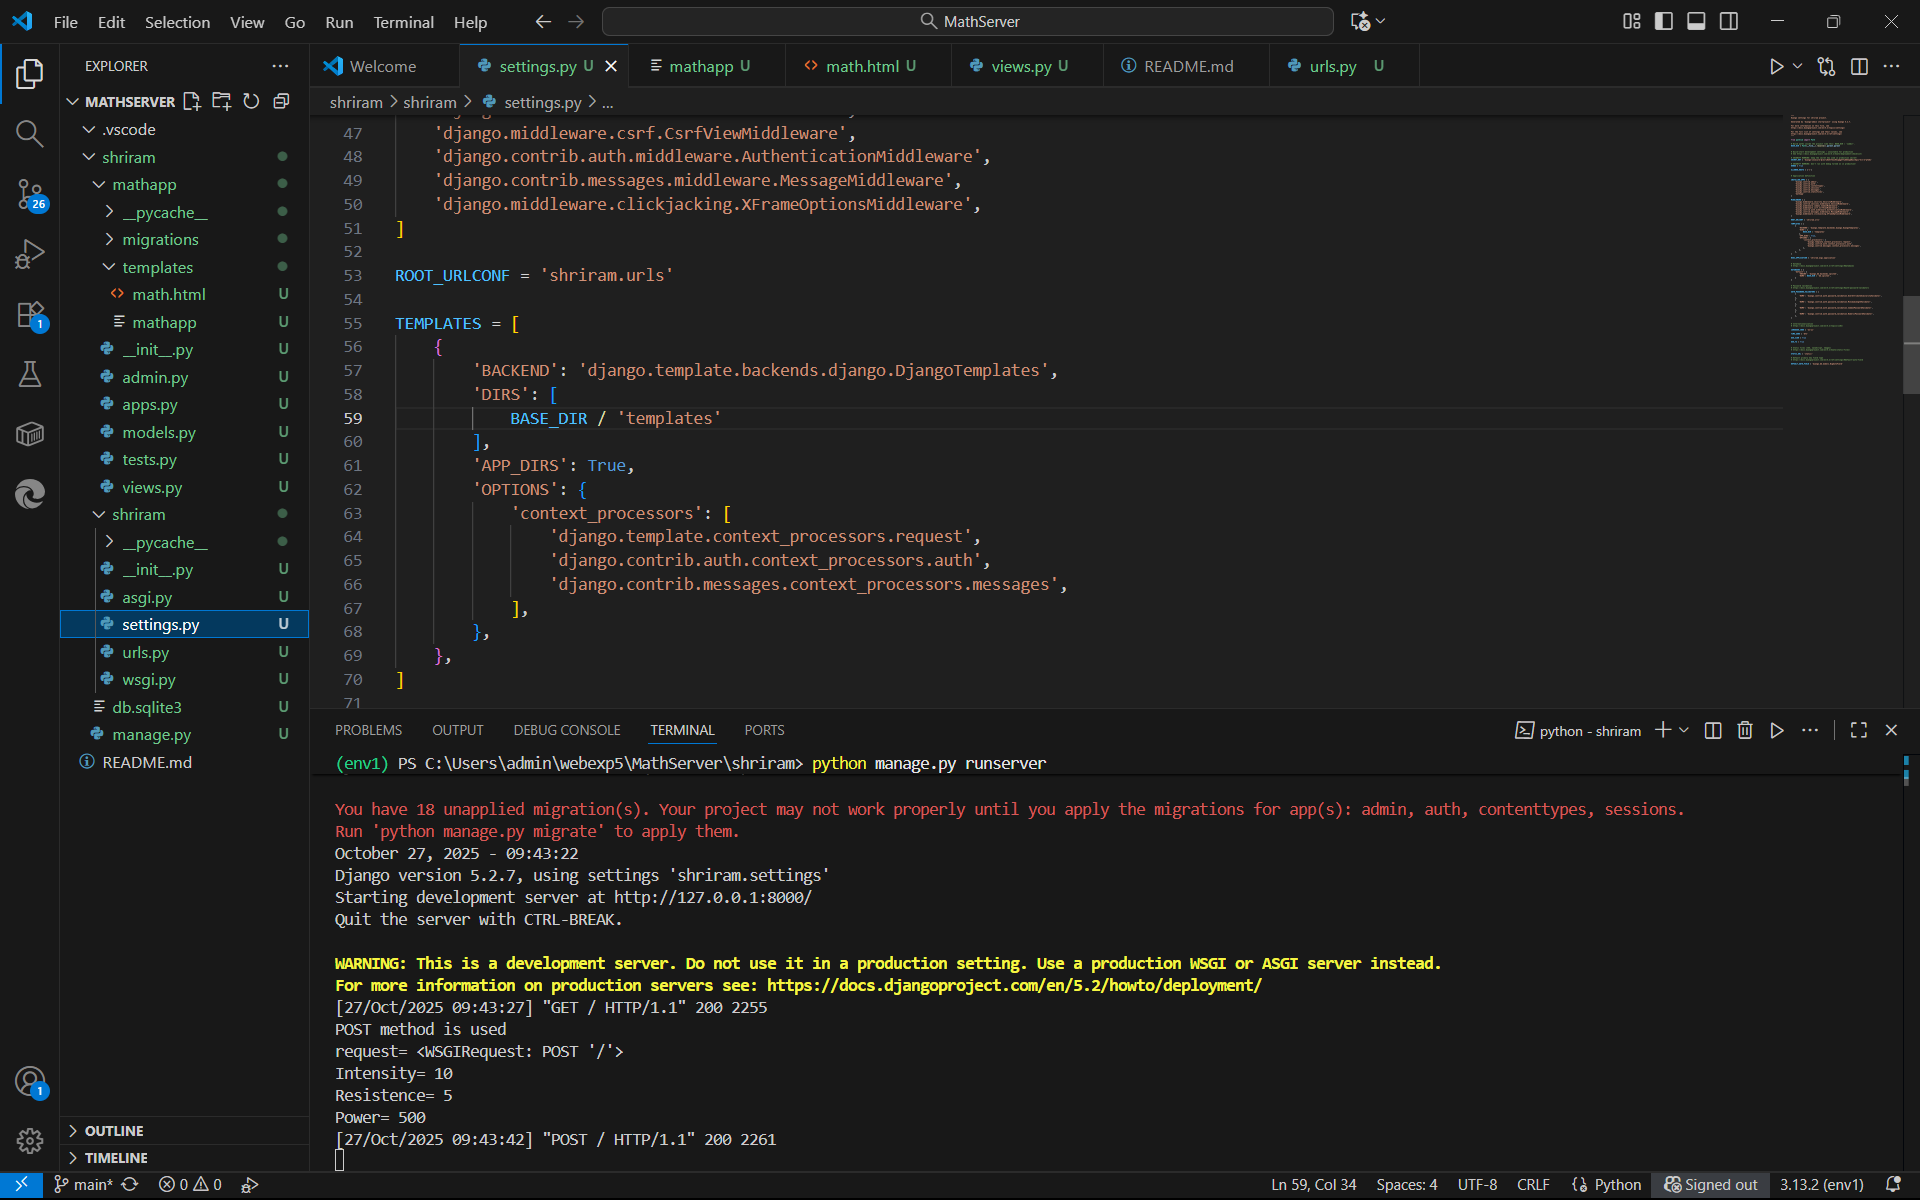 File Edit Selection View Go Run Terminal Help
MathServer
EXPLORER
MATHSERVER
.vscode
shriram
mathapp
__pycache__
migrations
templates
math.html U
mathapp U
__init__.py U
admin.py U
apps.py U
models.py U
tests.py U
views.py U
shriram
__pycache__
__init__.py U
asgi.py U
settings.py U
urls.py U
wsgi.py U
db.sqlite3 U
manage.py U
README.md
OUTLINE
TIMELINE
26
1
1
Welcome settings.py U mathapp U math.html U views.py U README.md urls.py U
shriram > shriram > settings.py > ...
47 'django.middleware.csrf.CsrfViewMiddleware',
48 'django.contrib.auth.middleware.AuthenticationMiddleware',
49 'django.contrib.messages.middleware.MessageMiddleware',
50 'django.middleware.clickjacking.XFrameOptionsMiddleware',
51 ]
52
53 ROOT_URLCONF = 'shriram.urls'
54
55 TEMPLATES = [
56 {
57 'BACKEND': 'django.template.backends.django.DjangoTemplates',
58 'DIRS': [
59 BASE_DIR / 'templates'
60 ],
61 'APP_DIRS': True,
62 'OPTIONS': {
63 'context_processors': [
64 'django.template.context_processors.request',
65 'django.contrib.auth.context_processors.auth',
66 'django.contrib.messages.context_processors.messages',
67 ],
68 },
69 },
70 ]
71
PROBLEMS OUTPUT DEBUG CONSOLE TERMINAL PORTS
python - shriram
(env1) PS C:\Users\admin\webexp5\MathServer\shriram> python manage.py runserver
You have 18 unapplied migration(s). Your project may not work properly until you apply the migrations for app(s): admin, auth, contenttypes, sessions.
Run 'python manage.py migrate' to apply them.
October 27, 2025 - 09:43:22
Django version 5.2.7, using settings 'shriram.settings'
Starting development server at http://127.0.0.1:8000/
Quit the server with CTRL-BREAK.
WARNING: This is a development server. Do not use it in a production setting. Use a production WSGI or ASGI server instead.
For more information on production servers see: https://docs.djangoproject.com/en/5.2/howto/deployment/
[27/Oct/2025 09:43:27] "GET / HTTP/1.1" 200 2255
POST method is used
request= <WSGIRequest: POST '/'>
Intensity= 10
Resistence= 5
Power= 500
[27/Oct/2025 09:43:42] "POST / HTTP/1.1" 200 2261
main* 0 0 Ln 59, Col 34 Spaces: 4 UTF-8 CRLF Python Signed out 3.13.2 (env1)